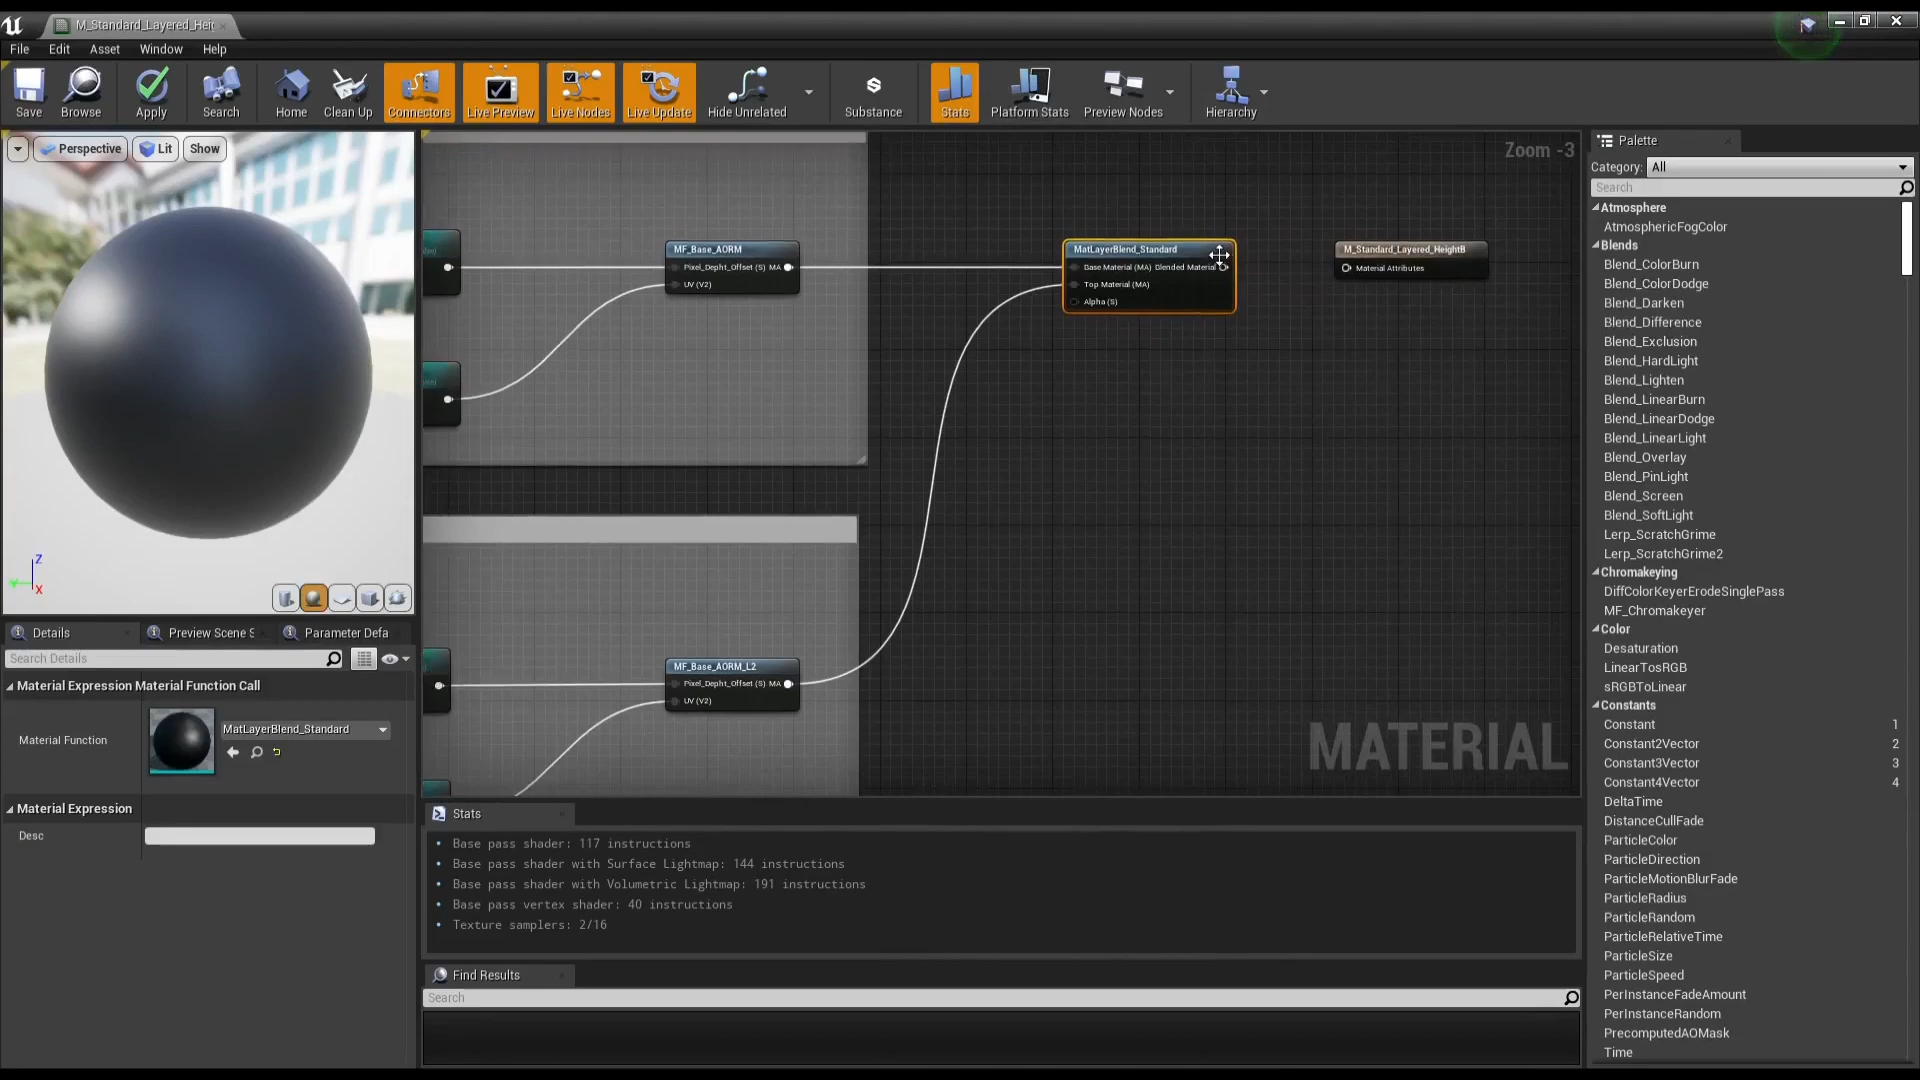 M_Standard_Layered_Hei
File Edit Asset Window Help
Save Browse Apply Search Home Clean Up Connectors Live Preview Live Nodes Live Update Hide Unrelated Substance Stats Platform Stats Preview Nodes Hierarchy
Perspective Lit Show
Zoom -3
MF_Base_AORM
Pixel_Depht_Offset (S) MA
UV (V2)
MatLayerBlend_Standard
Base Material (MA) Blended Material
Top Material (MA)
Alpha (S)
M_Standard_Layered_HeightB
Material Attributes
MF_Base_AORM_L2
Pixel_Depht_Offset (S) MA
UV (V2)
MATERIAL
Z
X
Details Preview Scene S Parameter Defa
Search Details
Material Expression Material Function Call
Material Function
MatLayerBlend_Standard
Material Expression
Desc
Stats
• Base pass shader: 117 instructions
• Base pass shader with Surface Lightmap: 144 instructions
• Base pass shader with Volumetric Lightmap: 191 instructions
• Base pass vertex shader: 40 instructions
• Texture samplers: 2/16
Find Results
Search
Palette
Category: All
Search
Atmosphere
AtmosphericFogColor
Blends
Blend_ColorBurn
Blend_ColorDodge
Blend_Darken
Blend_Difference
Blend_Exclusion
Blend_HardLight
Blend_Lighten
Blend_LinearBurn
Blend_LinearDodge
Blend_LinearLight
Blend_Overlay
Blend_PinLight
Blend_Screen
Blend_SoftLight
Lerp_ScratchGrime
Lerp_ScratchGrime2
Chromakeying
DiffColorKeyerErodeSinglePass
MF_Chromakeyer
Color
Desaturation
LinearTosRGB
sRGBToLinear
Constants
Constant 1
Constant2Vector 2
Constant3Vector 3
Constant4Vector 4
DeltaTime
DistanceCullFade
ParticleColor
ParticleDirection
ParticleMotionBlurFade
ParticleRadius
ParticleRandom
ParticleRelativeTime
ParticleSize
ParticleSpeed
PerInstanceFadeAmount
PerInstanceRandom
PrecomputedAOMask
Time